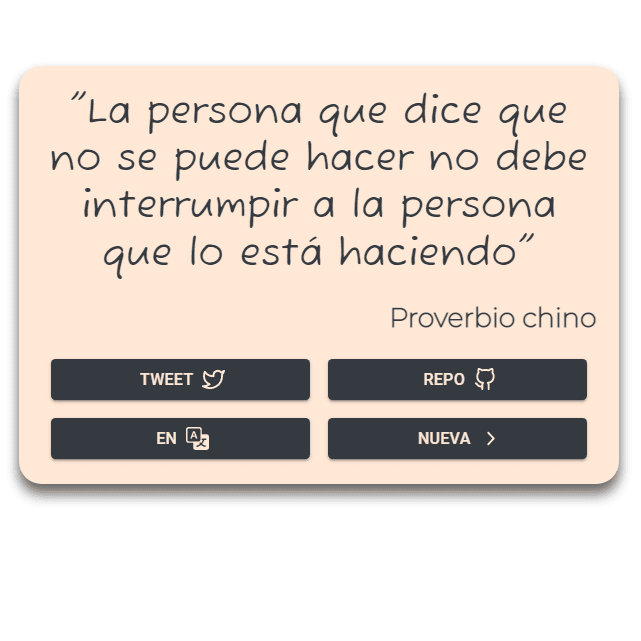 "La persona que dice que
no se puede hacer no debe
interrumpir a la persona
que lo está haciendo"
Proverbio chino
TWEET
REPO
EN
NUEVA